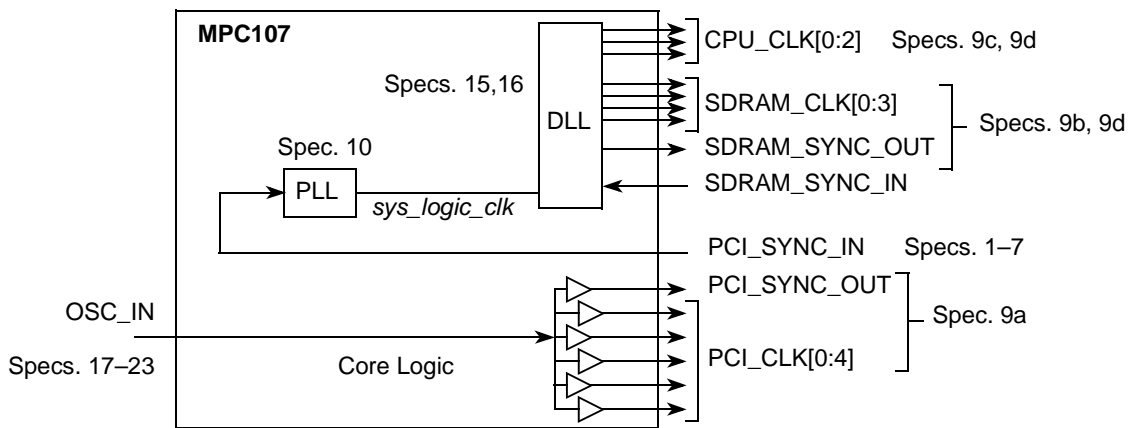 MPC107
CPU_CLK[0:2] Specs. 9c, 9d
Specs. 15,16
SDRAM_CLK[0:3]
DLL
Specs. 9b, 9d
Spec. 10
SDRAM_SYNC_OUT
PLL
SDRAM_SYNC_IN
sys_logic_clk
PCI_SYNC_IN Specs. 1–7
PCI_SYNC_OUT
OSC_IN
Spec. 9a
Specs. 17–23
Core Logic
PCI_CLK[0:4]